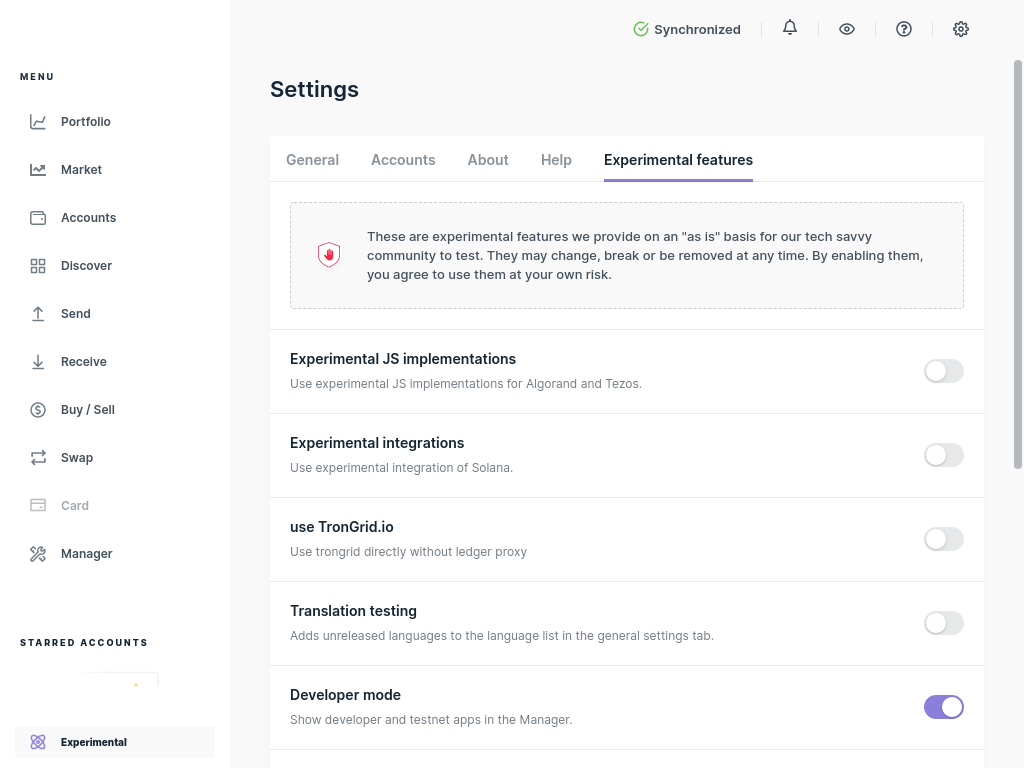 Synchronized
MENU
Portfolio
Market
Accounts
Discover
Send
Receive
Buy / Sell
Swap
Card
Manager
STARRED ACCOUNTS
Experimental
Settings
General Accounts About Help Experimental features
These are experimental features we provide on an "as is" basis for our tech savvy
community to test. They may change, break or be removed at any time. By enabling them,
you agree to use them at your own risk.
Experimental JS implementations
Use experimental JS implementations for Algorand and Tezos.
Experimental integrations
Use experimental integration of Solana.
use TronGrid.io
Use trongrid directly without ledger proxy
Translation testing
Adds unreleased languages to the language list in the general settings tab.
Developer mode
Show developer and testnet apps in the Manager.